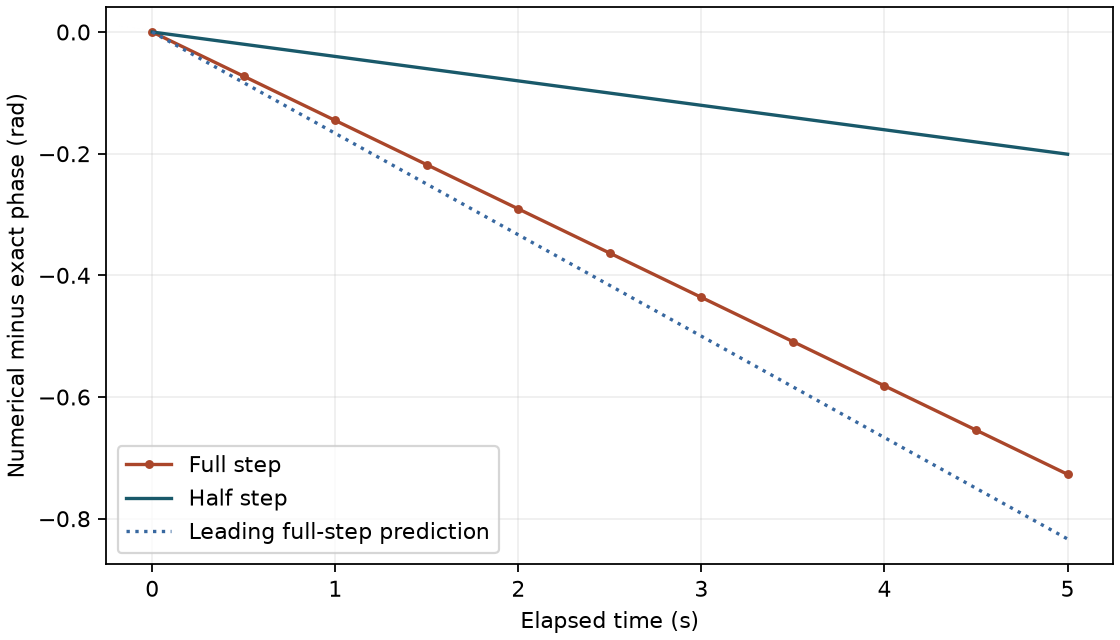 0.0
−0.2
−0.4
−0.6
−0.8
Numerical minus exact phase (rad)
Full step
Half step
Leading full-step prediction
0 1 2 3 4 5
Elapsed time (s)